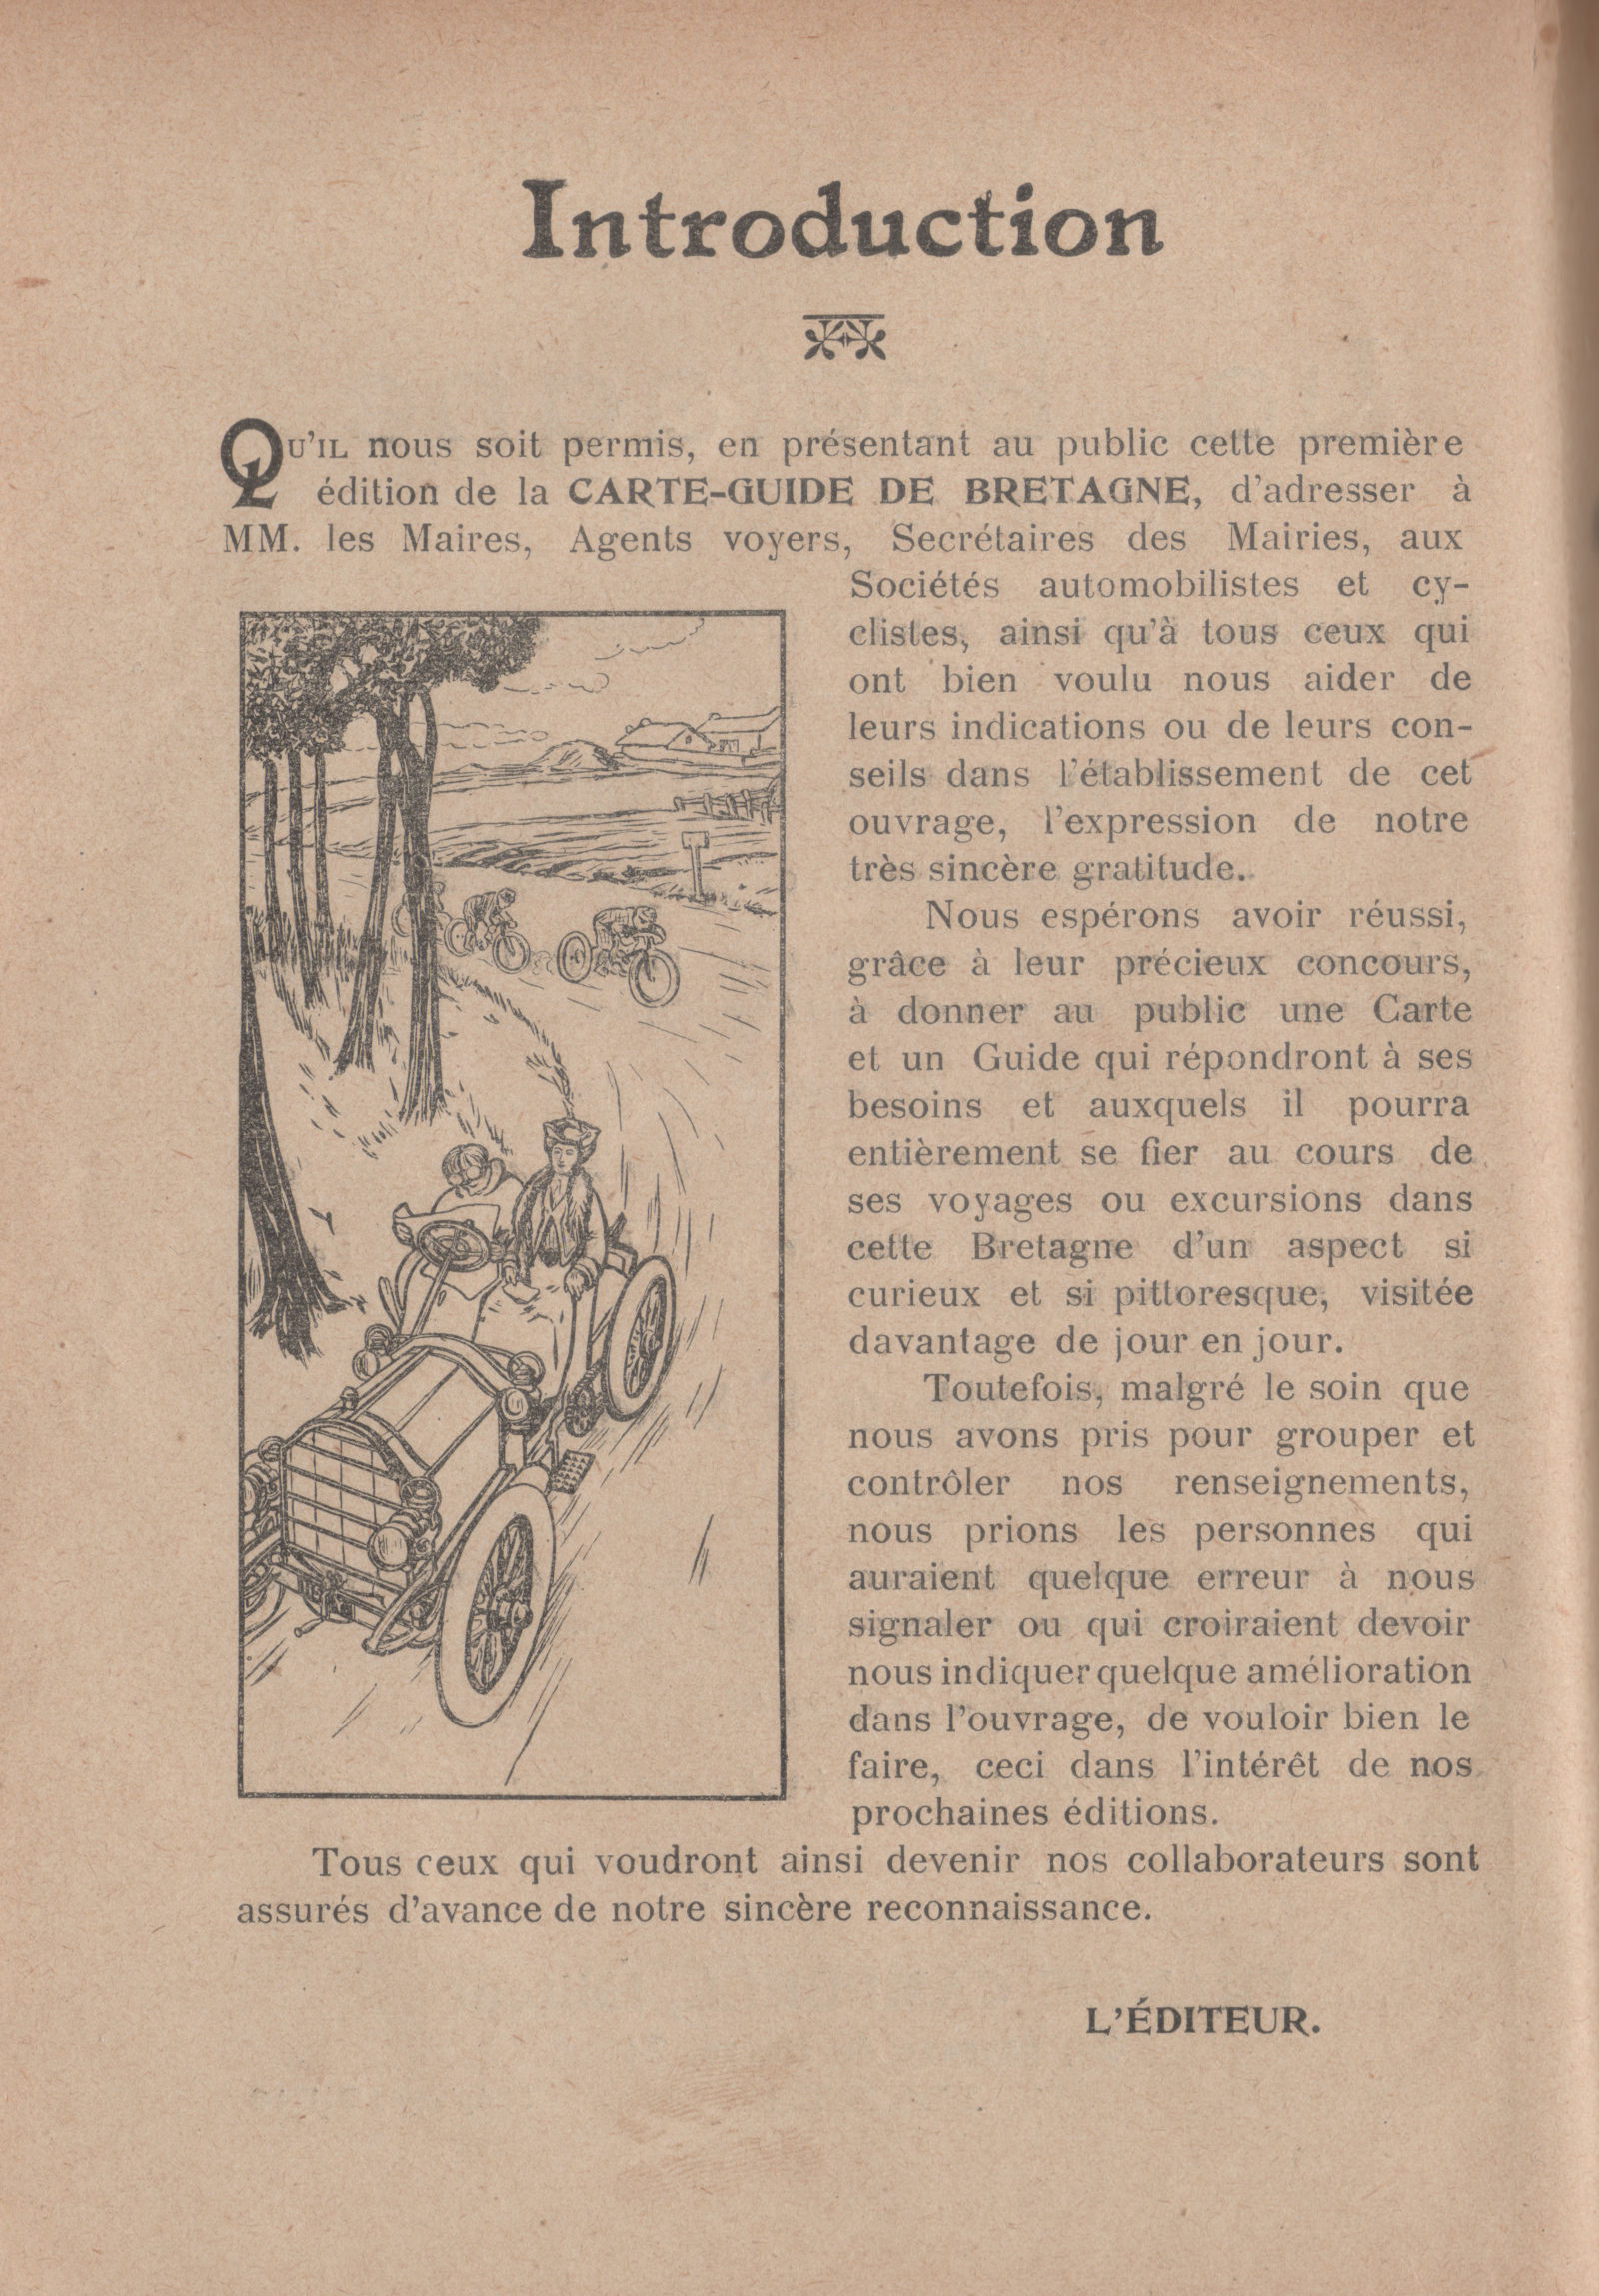 Introduction
QU'IL nous soit permis, en présentant au public cette première
édition de la CARTE-GUIDE DE BRETAGNE, d'adresser à
MM. les Maires, Agents voyers, Secrétaires des Mairies, aux
Sociétés automobilistes et cy-
clistes, ainsi qu'à tous ceux qui
ont bien voulu nous aider de
leurs indications ou de leurs con-
seils dans l'établissement de cet
ouvrage, l'expression de notre
très sincère gratitude.
Nous espérons avoir réussi,
grâce à leur précieux concours,
à donner au public une Carte
et un Guide qui répondront à ses
besoins et auxquels il pourra
entièrement se fier au cours de
ses voyages ou excursions dans
cette Bretagne d'un aspect si
curieux et si pittoresque, visitée
davantage de jour en jour.
Toutefois, malgré le soin que
nous avons pris pour grouper et
contrôler nos renseignements,
nous prions les personnes qui
auraient quelque erreur à nous
signaler ou qui croiraient devoir
nous indiquer quelque amélioration
dans l'ouvrage, de vouloir bien le
faire, ceci dans l'intérêt de nos
prochaines éditions.
Tous ceux qui voudront ainsi devenir nos collaborateurs sont
assurés d'avance de notre sincère reconnaissance.
L'ÉDITEUR.